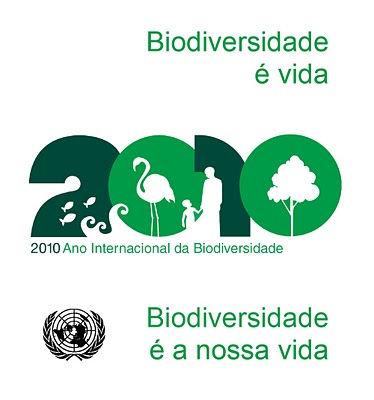 Biodiversidade
é vida
2010
2010 Ano Internacional da Biodiversidade
Biodiversidade
é a nossa vida